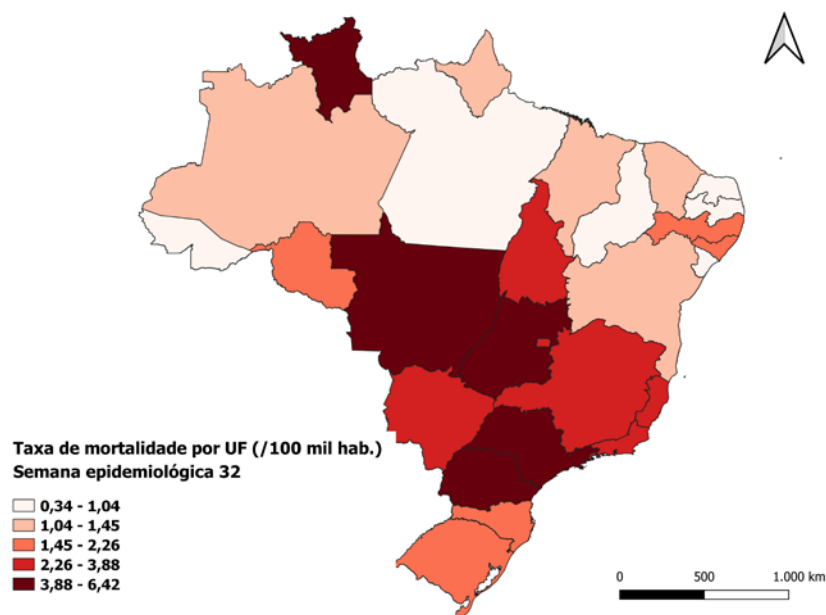 Taxa de mortalidade por UF (/100 mil hab.)
Semana epidemiológica 32
0,34 - 1,04
1,04 - 1,45
1,45 - 2,26
2,26 - 3,88
3,88 - 6,42
0 500 1.000 km